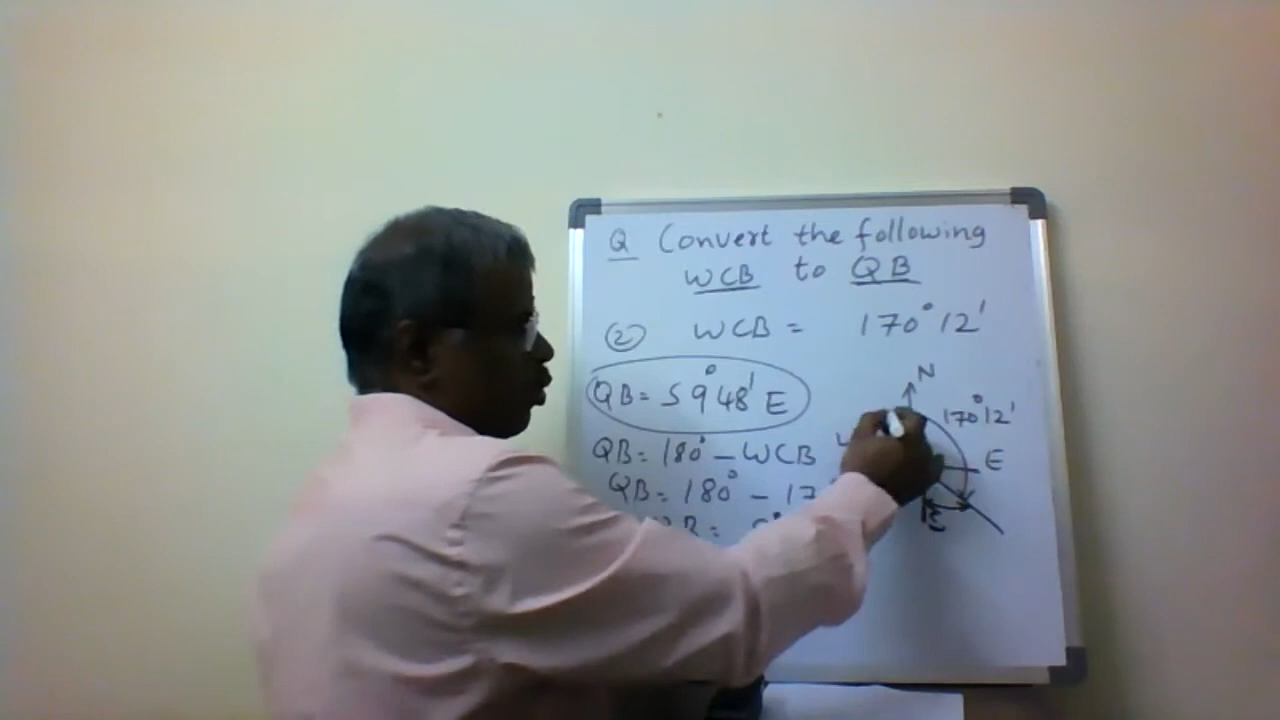 Q Convert the following
WCB to QB
(2) WCB = 170° 12'
QB = S 9° 48' E
N
170° 12'
QB = 180° - WCB
E
QB = 180° - 17